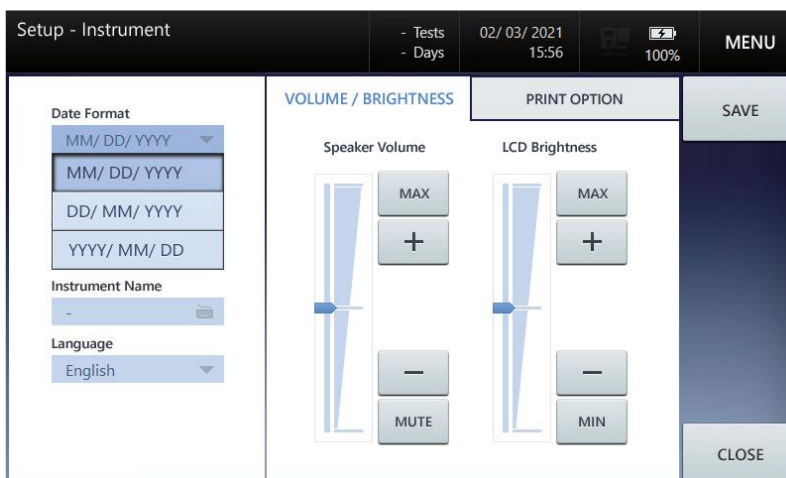 Setup - Instrument
- Tests
- Days
02/ 03/ 2021
15:56
100%
MENU
Date Format
MM/ DD/ YYYY
MM/ DD/ YYYY
DD/ MM/ YYYY
YYYY/ MM/ DD
Instrument Name
-
Language
English
VOLUME / BRIGHTNESS
PRINT OPTION
Speaker Volume
MAX
+
−
MUTE
LCD Brightness
MAX
+
−
MIN
SAVE
CLOSE